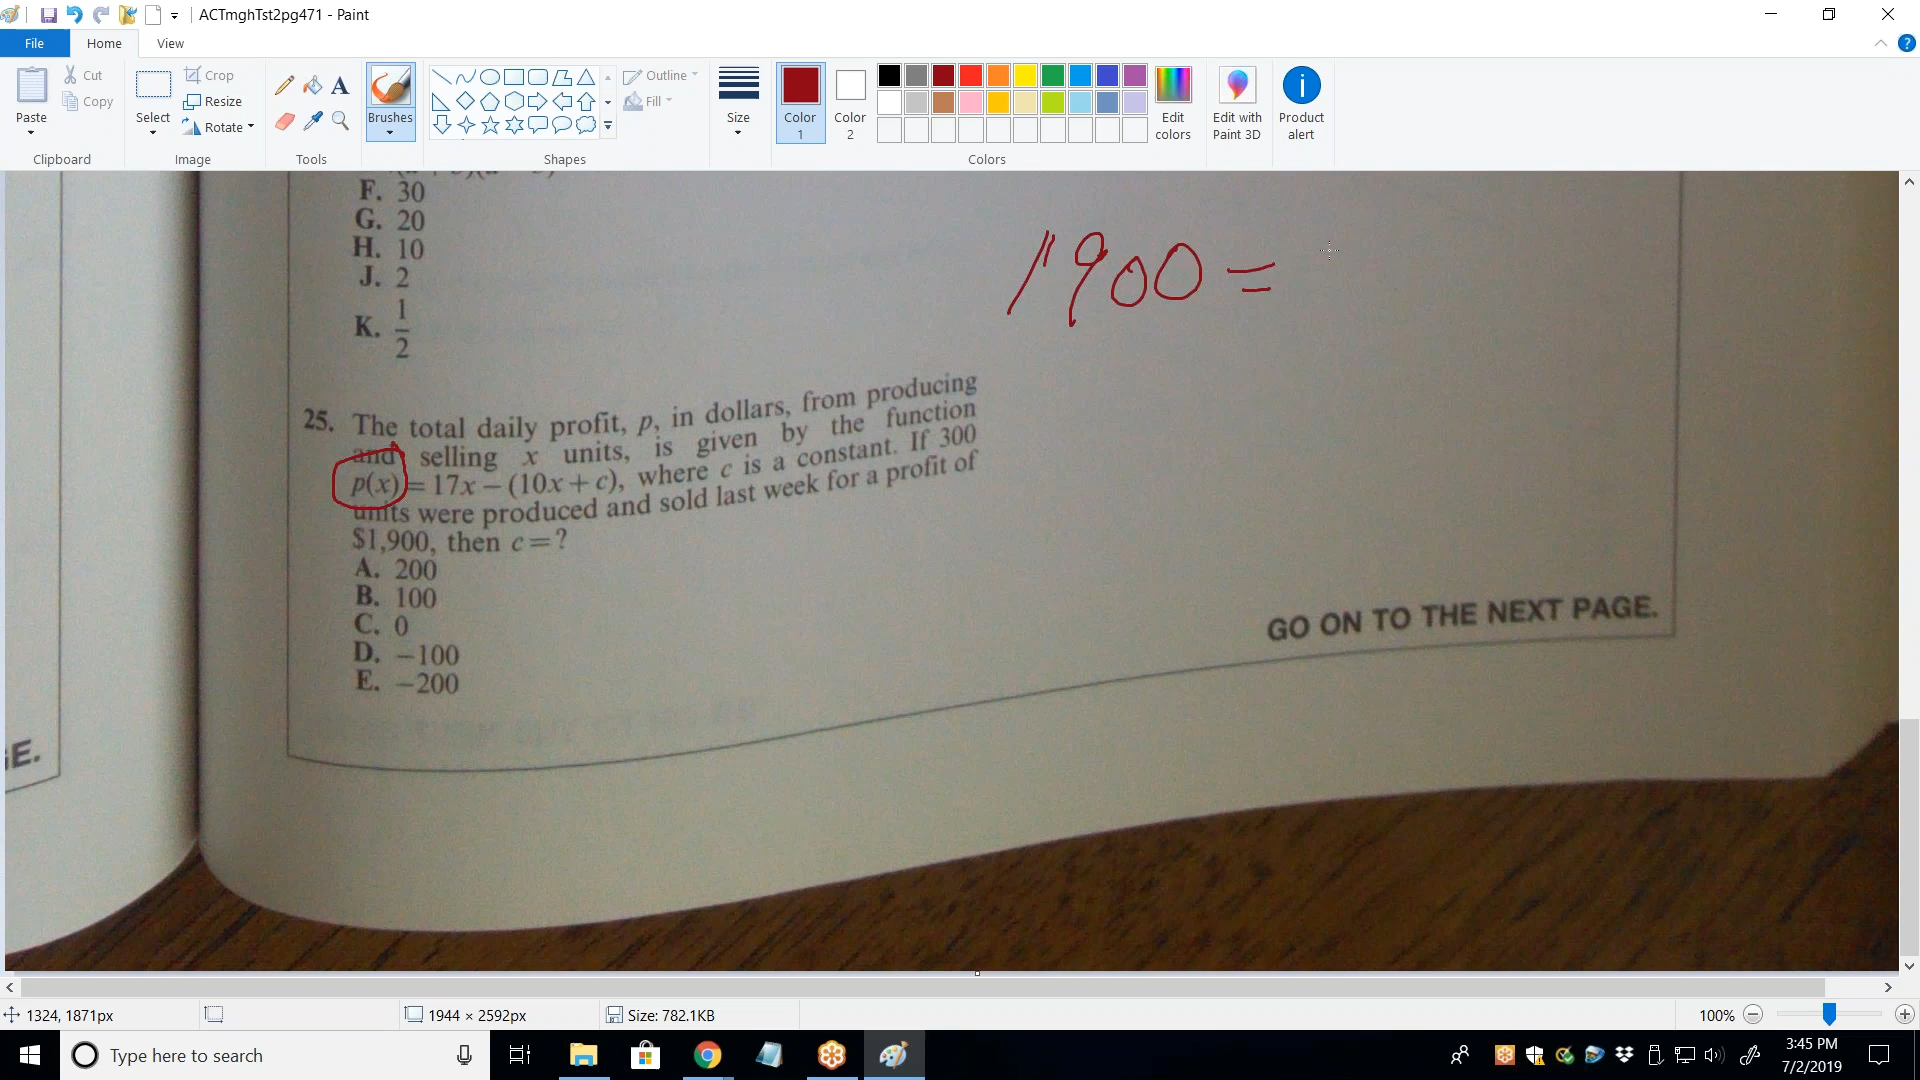 ACTmghTst2pg471 - Paint
File Home View
Paste
Cut
Copy
Clipboard
Select
Crop
Resize
Rotate
Image
A
Tools
Brushes
Outline
Fill
Shapes
Size
Color 1
Color 2
Edit colors
Edit with Paint 3D
Product alert
Colors
F. 30
G. 20
H. 10
J. 2
K. 1/2
1900 =
25. The total daily profit, p, in dollars, from producing
and selling x units, is given by the function
p(x) = 17x − (10x + c), where c is a constant. If 300
units were produced and sold last week for a profit of
$1,900, then c = ?
A. 200
B. 100
C. 0
D. −100
E. −200
GO ON TO THE NEXT PAGE.
E.
1324, 1871px
1944 × 2592px
Size: 782.1KB
100%
Type here to search
3:45 PM
7/2/2019